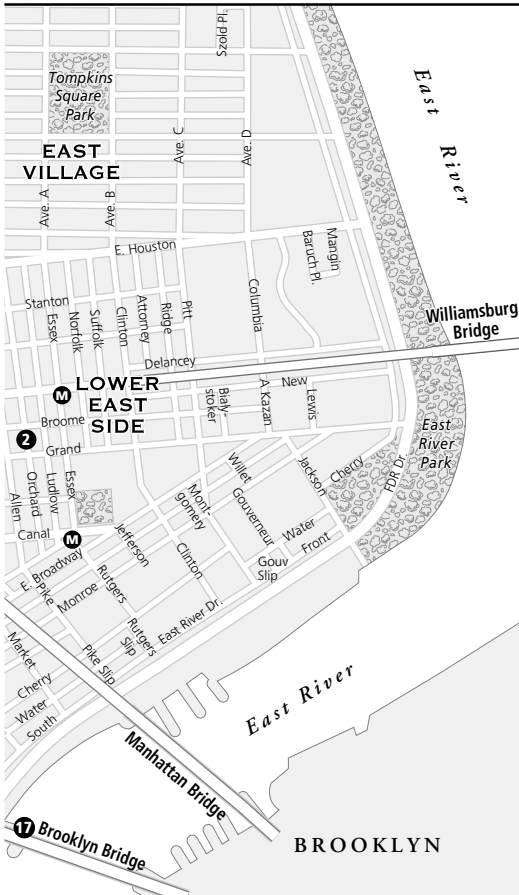 Szold Pl.
East River
Tompkins
Square
Park
Ave. C
Ave. D
EAST
VILLAGE
Ave. A
Ave. B
E. Houston
Mangin
Baruch Pl.
Stanton
Essex
Norfolk
Suffolk
Clinton
Attorney
Ridge
Pitt
Columbia
Williamsburg
Bridge
Delancey
M
LOWER
EAST
SIDE
New
Bialy-
stoker
A. Kazan
Lewis
Broome
2
Grand
East
River
Park
Allen
Orchard
Ludlow
Essex
Willet
Jackson
Cherry
FDR Dr.
Mont-
gomery
Gouverneur
Water
Front
Canal
M
Jefferson
Clinton
Gouv
Slip
E. Broadway
Pike
Monroe
Rutgers
Rutgers
Slip
East River Dr.
Market
Pike Slip
Cherry
Water
South
East River
Manhattan Bridge
17
Brooklyn Bridge
BROOKLYN